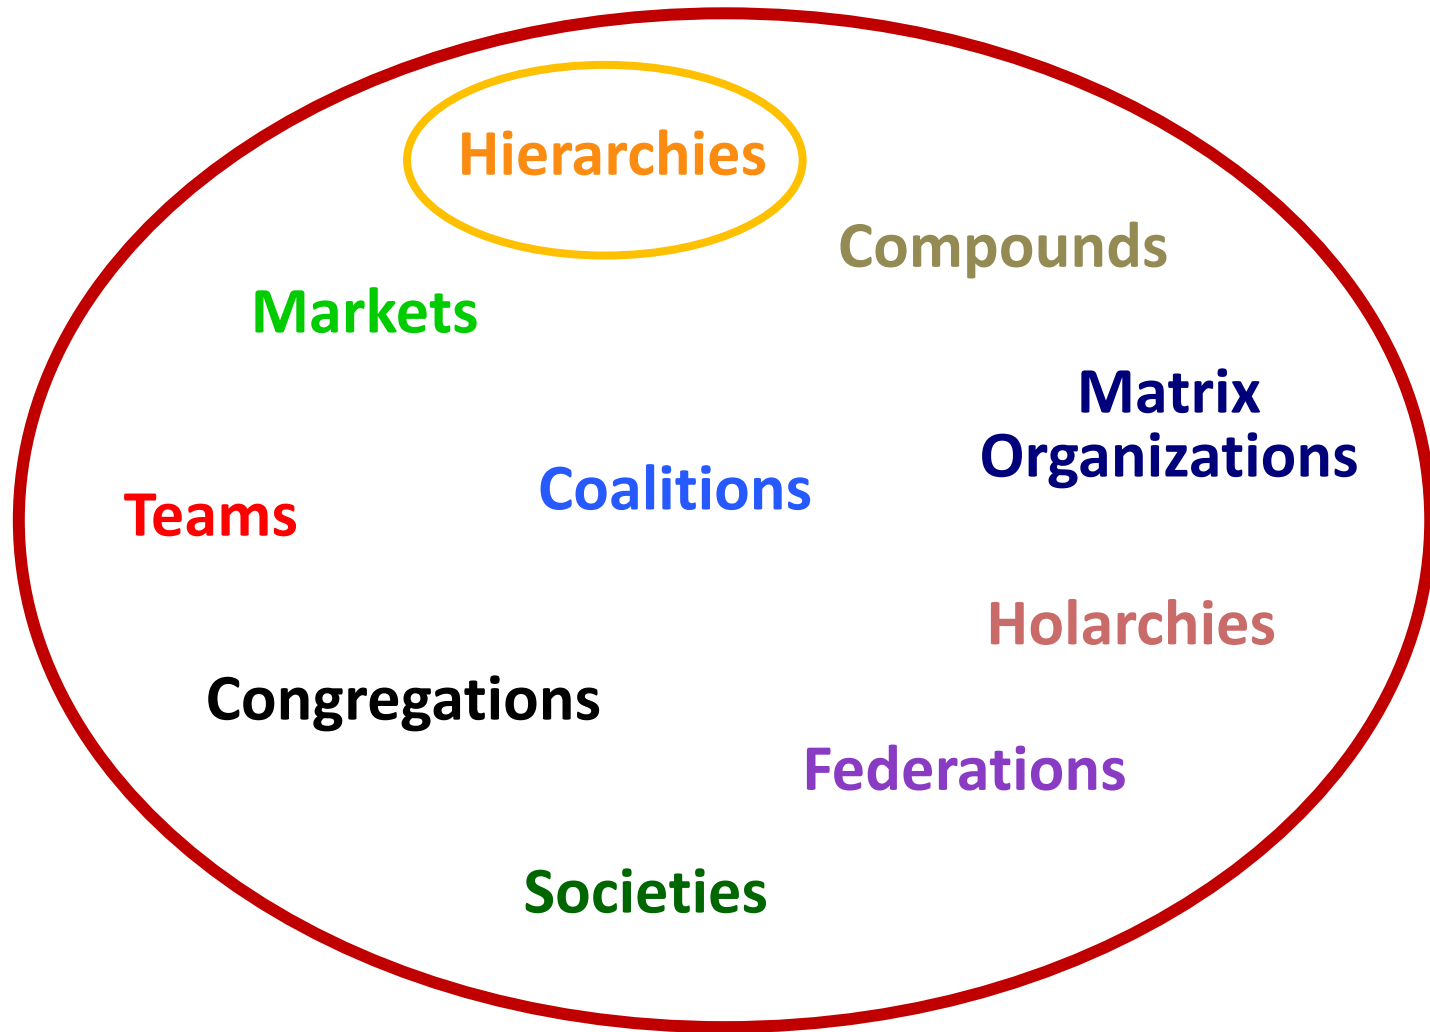 Hierarchies
Compounds
Markets
Matrix
Organizations
Coalitions
Teams
Holarchies
Congregations
Federations
Societies